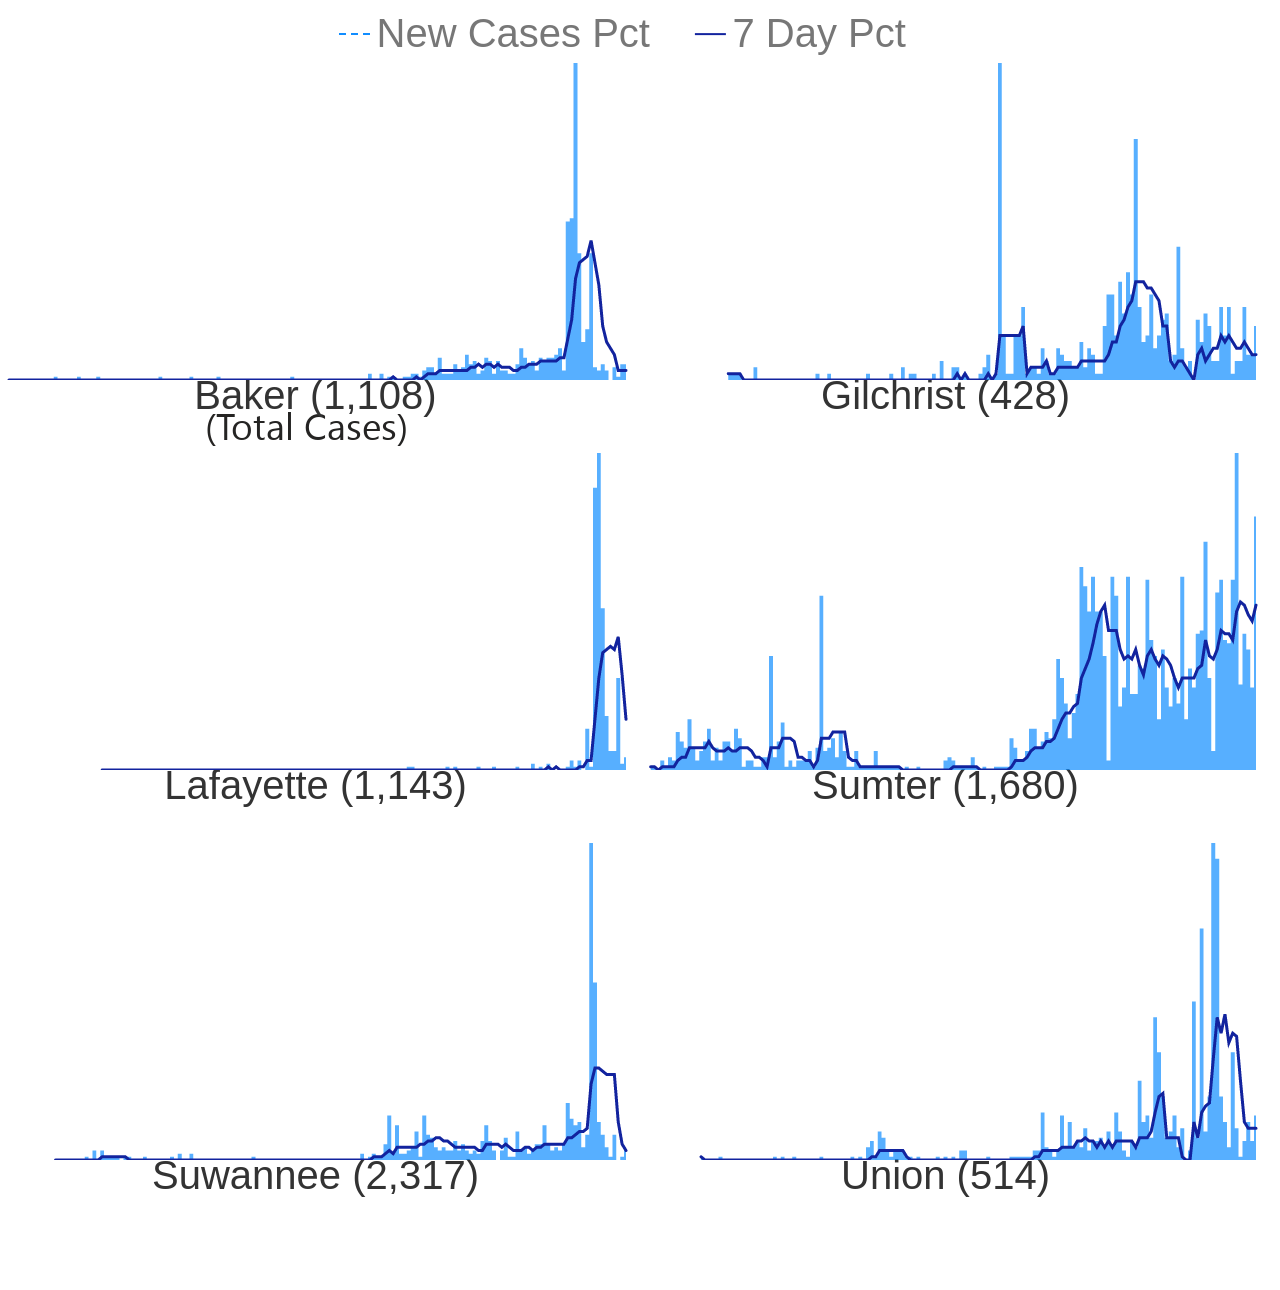 New Cases Pct 7 Day Pct
Baker (1,108) Gilchrist (428)
(Total Cases)
Lafayette (1,143) Sumter (1,680)
Suwannee (2,317) Union (514)